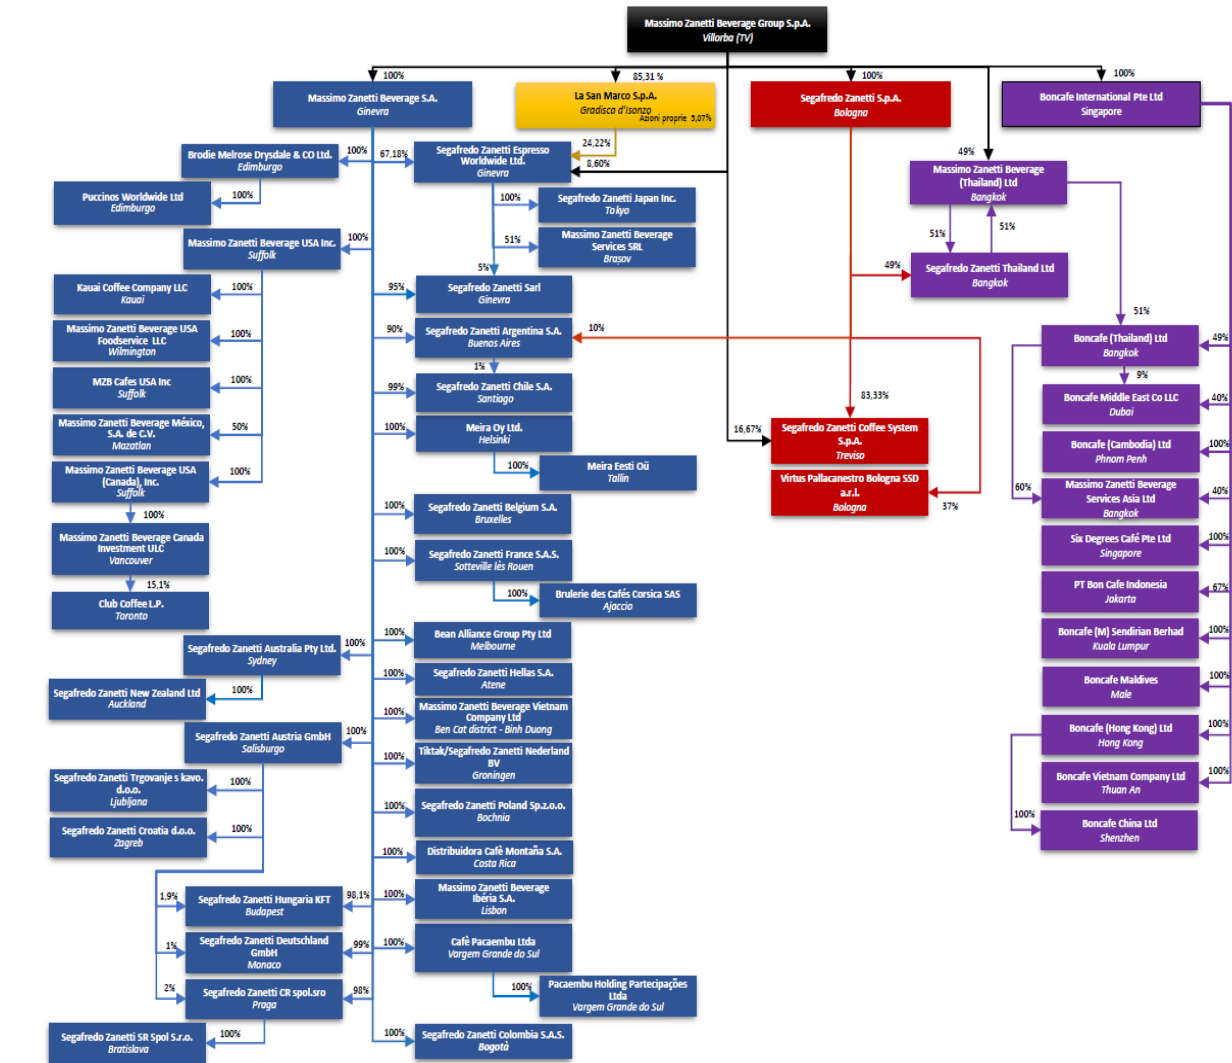 Massimo Zanetti Beverage Group S.p.A.
Villorba (TV)
100%
85,31 %
100%
100%
Massimo Zanetti Beverage S.A.
Ginevra
La San Marco S.p.A.
Gradisca d'Isonzo
Azioni proprie 5,07%
Segafredo Zanetti S.p.A.
Bologna
Boncafe International Pte Ltd
Singapore
24,22%
8,60%
67,18%
Segafredo Zanetti Espresso
Worldwide Ltd.
Ginevra
100%
Brodie Melrose Drysdale & CO Ltd.
Edimburgo
100%
Puccinos Worldwide Ltd
Edimburgo
49%
Massimo Zanetti Beverage
(Thailand) Ltd
Bangkok
51%
51%
49%
Segafredo Zanetti Thailand Ltd
Bangkok
100%
Segafredo Zanetti Japan Inc.
Tokyo
51%
Massimo Zanetti Beverage
Services SRL
Brașov
100%
Massimo Zanetti Beverage USA Inc.
Suffolk
100%
Kauai Coffee Company LLC
Kauai
100%
Massimo Zanetti Beverage USA
Foodservice LLC
Wilmington
100%
MZB Cafes USA Inc
Suffolk
50%
Massimo Zanetti Beverage México,
S.A. de C.V.
Mazatlan
100%
Massimo Zanetti Beverage USA
(Canada), Inc.
Suffolk
100%
Massimo Zanetti Beverage Canada
Investment ULC
Vancouver
15,1%
Club Coffee L.P.
Toronto
5%
95%
Segafredo Zanetti Sarl
Ginevra
90%
Segafredo Zanetti Argentina S.A.
Buenos Aires
10%
1%
99%
Segafredo Zanetti Chile S.A.
Santiago
100%
Meira Oy Ltd.
Helsinki
100%
Meira Eesti Oü
Tallin
83,33%
16,67%
Segafredo Zanetti Coffee System
S.p.A.
Treviso
Virtus Pallacanestro Bologna SSD
a.r.l.
Bologna
37%
100%
Segafredo Zanetti Belgium S.A.
Bruxelles
100%
Segafredo Zanetti France S.A.S.
Sotteville lès Rouen
100%
Brulerie des Cafés Corsica SAS
Ajaccio
100%
Bean Alliance Group Pty Ltd
Melbourne
100%
Segafredo Zanetti Hellas S.A.
Atene
100%
Massimo Zanetti Beverage Vietnam
Company Ltd
Ben Cat district - Binh Duong
100%
Tiktak/Segafredo Zanetti Nederland
BV
Groningen
100%
Segafredo Zanetti Poland Sp.z.o.o.
Bochnia
100%
Distribuidora Cafè Montaña S.A.
Costa Rica
100%
Massimo Zanetti Beverage
Ibéria S.A.
Lisbon
100%
Cafè Pacaembu Ltda
Vargem Grande do Sul
100%
Pacaembu Holding Partecipações
Ltda
Vargem Grande do Sul
100%
Segafredo Zanetti Colombia S.A.S.
Bogotà
100%
Segafredo Zanetti Australia Pty Ltd.
Sydney
100%
Segafredo Zanetti New Zealand Ltd
Auckland
100%
Segafredo Zanetti Austria GmbH
Salisburgo
100%
Segafredo Zanetti Trgovanje s kavo.
d.o.o.
Ljubljana
100%
Segafredo Zanetti Croatia d.o.o.
Zagreb
1,9%
98,1%
Segafredo Zanetti Hungaria KFT
Budapest
1%
99%
Segafredo Zanetti Deutschland
GmbH
Monaco
2%
98%
Segafredo Zanetti CR spol.sro
Praga
100%
Segafredo Zanetti SR Spol S.r.o.
Bratislava
51%
49%
Boncafe (Thailand) Ltd
Bangkok
9%
40%
Boncafe Middle East Co LLC
Dubai
100%
Boncafe (Cambodia) Ltd
Phnom Penh
60%
40%
Massimo Zanetti Beverage
Services Asia Ltd
Bangkok
100%
Six Degrees Café Pte Ltd
Singapore
67%
PT Bon Cafe Indonesia
Jakarta
100%
Boncafe (M) Sendirian Berhad
Kuala Lumpur
100%
Boncafe Maldives
Male
100%
Boncafe (Hong Kong) Ltd
Hong Kong
100%
Boncafe Vietnam Company Ltd
Thuan An
100%
Boncafe China Ltd
Shenzhen